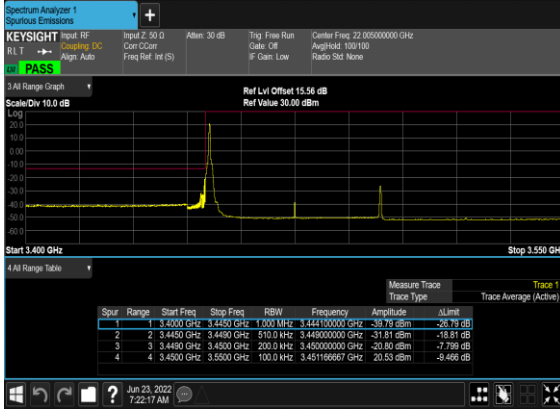 Spectrum Analyzer 1
Spurious Emissions
+
KEYSIGHT Input: RF Input Z: 50 Ω Atten: 30 dB Trig: Free Run Center Freq: 22.005000000 GHz
RLT Coupling: DC Corr CCorr Gate: Off Avg|Hold: 100/100
Align: Auto Freq Ref: Int (S) IF Gain: Low Radio Std: None
PASS
3 All Range Graph
Ref Lvl Offset 15.56 dB
Scale/Div 10.0 dB Ref Value 30.00 dBm
Log
20.0
10.0
0.00
-10.0
-20.0
-30.0
-40.0
-50.0
-60.0
Start 3.400 GHz Stop 3.550 GH
4 All Range Table
Measure Trace Trace 1
Trace Type Trace Average (Active)
Spur Range Start Freq Stop Freq RBW Frequency Amplitude ΔLimit
1 1 3.4000 GHz 3.4450 GHz 1.000 MHz 3.444100000 GHz -39.79 dBm -26.79 dB
2 2 3.4450 GHz 3.4490 GHz 510.0 kHz 3.449000000 GHz -31.81 dBm -18.81 dB
3 3 3.4490 GHz 3.4500 GHz 200.0 kHz 3.450000000 GHz -20.80 dBm -7.799 dB
4 4 3.4500 GHz 3.5500 GHz 100.0 kHz 3.451166667 GHz 20.53 dBm -9.466 dB
?
Jun 23, 2022
7:22:17 AM